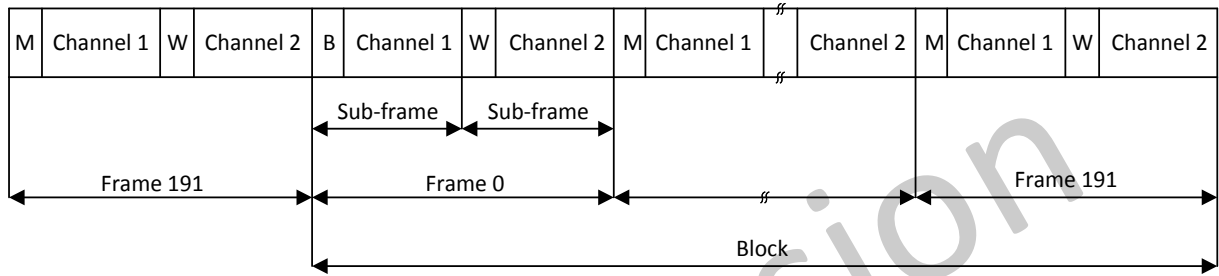 M Channel 1 W Channel 2 B Channel 1 W Channel 2 M Channel 1 Channel 2 M Channel 1 W Channel 2
Sub-frame Sub-frame
Frame 191 Frame 0 Frame 191
Block
sion